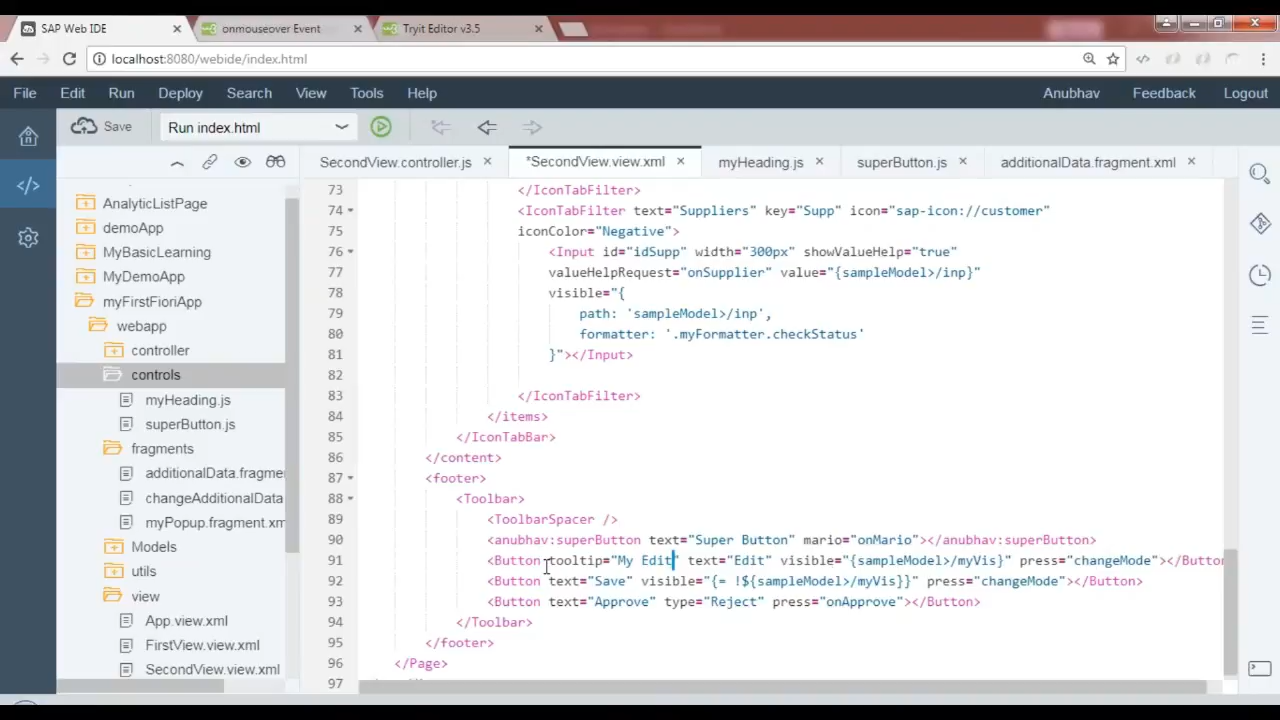 SAP Web IDE
onmouseover Event
Tryit Editor v3.5
localhost:8080/webide/index.html
File Edit Run Deploy Search View Tools Help Anubhav Feedback Logout
Save Run index.html
SecondView.controller.js *SecondView.view.xml myHeading.js superButton.js additionalData.fragment.xml
AnalyticListPage
demoApp
MyBasicLearning
MyDemoApp
myFirstFioriApp
webapp
controller
controls
myHeading.js
superButton.js
fragments
additionalData.fragme
changeAdditionalData
myPopup.fragment.xm
Models
utils
view
App.view.xml
FirstView.view.xml
SecondView.view.xml
73 </IconTabFilter>
74 <IconTabFilter text="Suppliers" key="Supp" icon="sap-icon://customer"
75 iconColor="Negative">
76 <Input id="idSupp" width="300px" showValueHelp="true"
77 valueHelpRequest="onSupplier" value="{sampleModel>/inp}"
78 visible="{
79 path: 'sampleModel>/inp',
80 formatter: '.myFormatter.checkStatus'
81 }"></Input>
82
83 </IconTabFilter>
84 </items>
85 </IconTabBar>
86 </content>
87 <footer>
88 <Toolbar>
89 <ToolbarSpacer />
90 <anubhav:superButton text="Super Button" mario="onMario"></anubhav:superButton>
91 <Button tooltip="My Edit" text="Edit" visible="{sampleModel>/myVis}" press="changeMode"></Button
92 <Button text="Save" visible="{= !${sampleModel>/myVis}}" press="changeMode"></Button>
93 <Button text="Approve" type="Reject" press="onApprove"></Button>
94 </Toolbar>
95 </footer>
96 </Page>
97